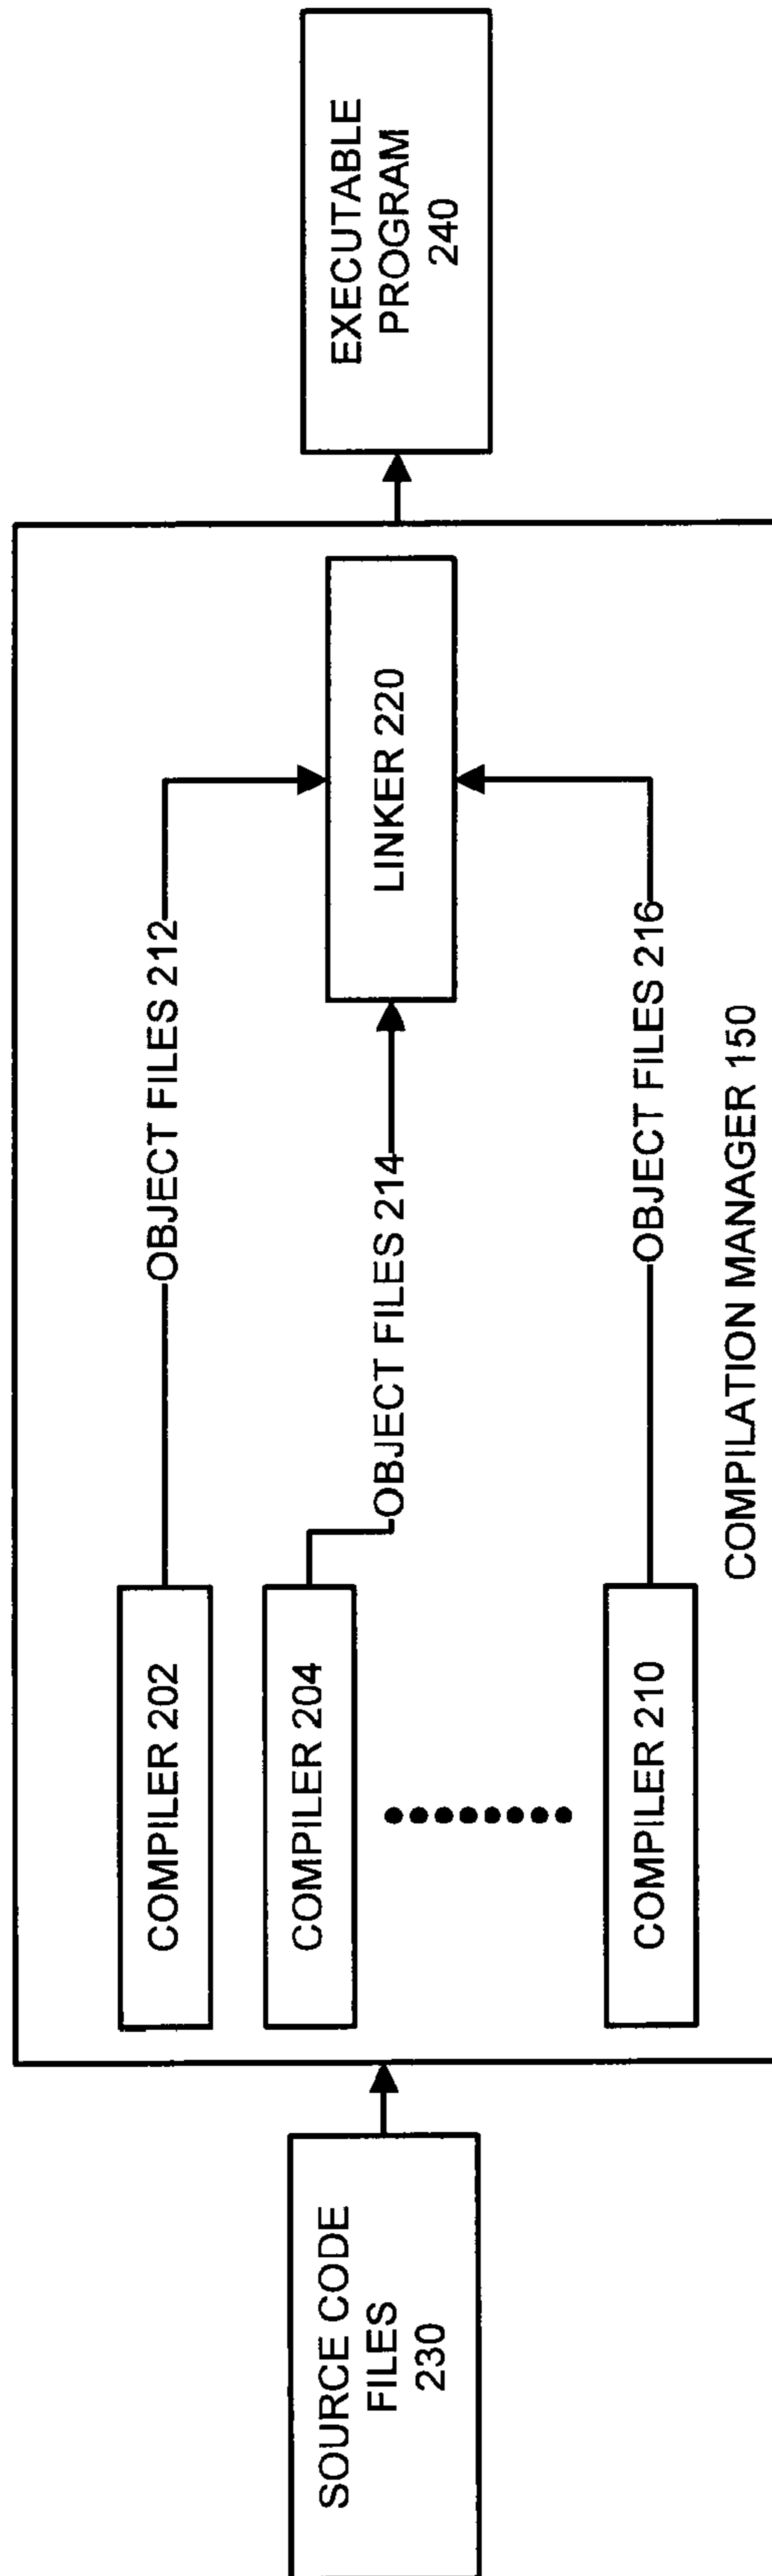 SOURCE CODE
FILES
230
COMPILER 202
COMPILER 204
COMPILER 210
OBJECT FILES 212
OBJECT FILES 214
OBJECT FILES 216
LINKER 220
COMPILATION MANAGER 150
EXECUTABLE
PROGRAM
240